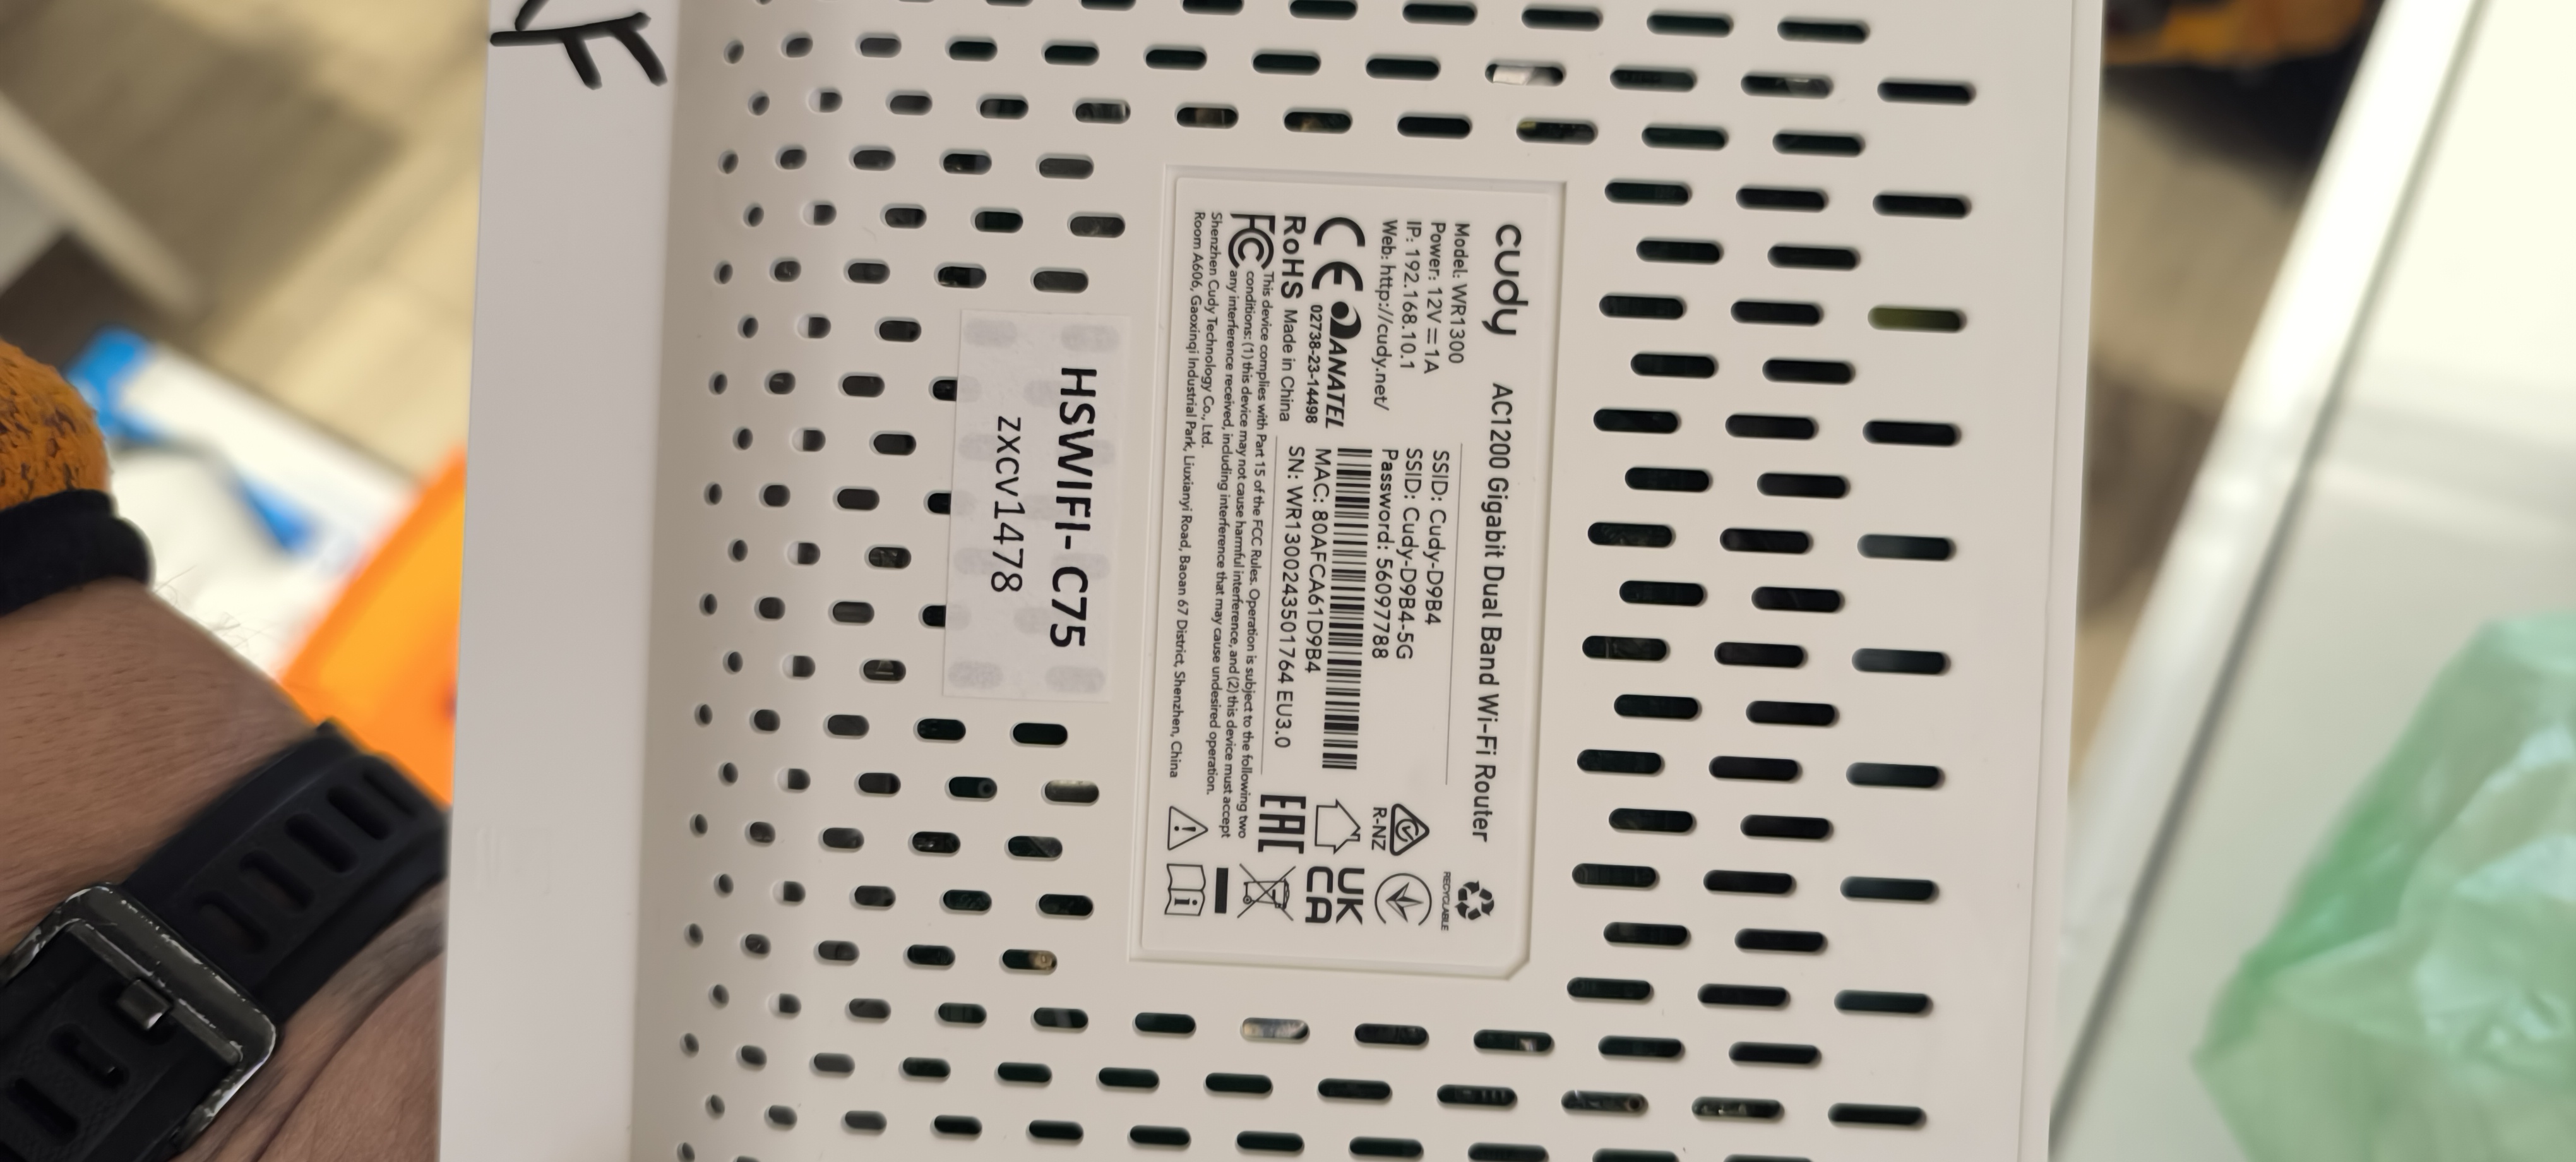 cudy AC1200 Gigabit Dual Band Wi-Fi Router
Model: WR1300
Power: 12V⎓1A
IP: 192.168.10.1
Web: http://cudy.net/
SSID: Cudy-D9B4
SSID: Cudy-D9B4-5G
Password: 56097788
CE ANATEL
02738-23-14498
RoHS Made in China
MAC: 80AFCA61D9B4
SN: WR1300243501764 EU3.0
RECYCLABLE
R-NZ
UK
CA
EAC
FC This device complies with Part 15 of the FCC Rules. Operation is subject to the following two
conditions: (1) this device may not cause harmful interference, and (2) this device must accept
any interference received, including interference that may cause undesired operation.
Shenzhen Cudy Technology Co., Ltd.
Room A606, Gaoxinqi Industrial Park, Liuxianyi Road, Baoan 67 District, Shenzhen, China
HSWIFI- C75
zxcv1478